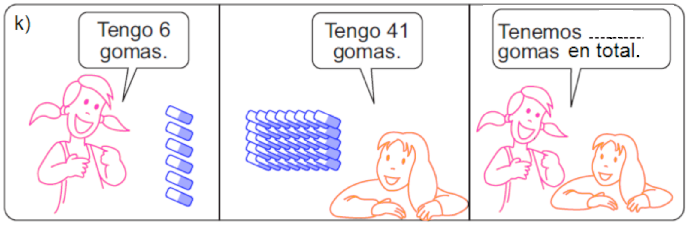 k)
Tengo 6
gomas.
Tengo 41
gomas.
Tenemos ..........
gomas en total.